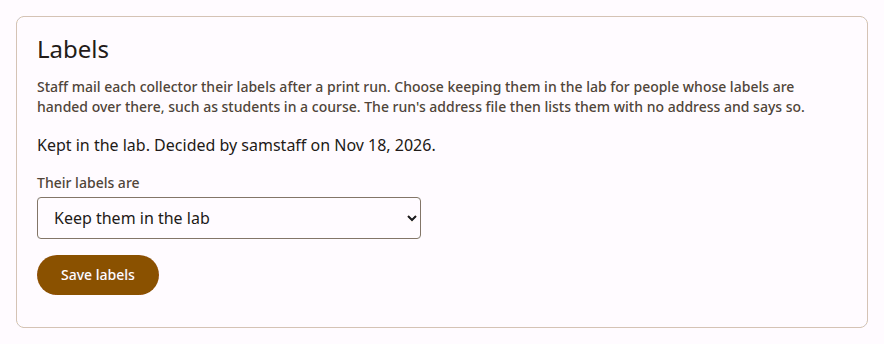 Labels
Staff mail each collector their labels after a print run. Choose keeping them in the lab for people whose labels are
handed over there, such as students in a course. The run's address file then lists them with no address and says so.
Kept in the lab. Decided by samstaff on Nov 18, 2026.
Their labels are
Keep them in the lab
Save labels